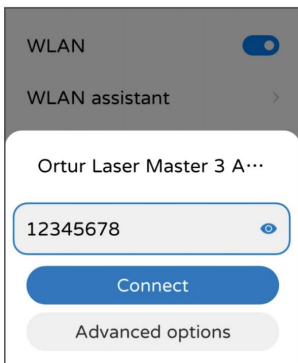 WLAN
WLAN assistant
Ortur Laser Master 3 A···
12345678
Connect
Advanced options